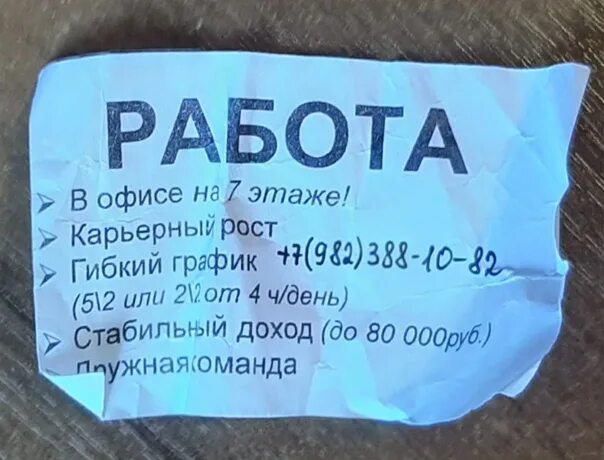 РАБОТА
В офисе на 7 этаже!
Карьерный рост
Гибкий график +7(982)388-10-82
(5\2 или 2\2 от 4 ч/день)
Стабильный доход (до 80 000руб.)
Дружная команда